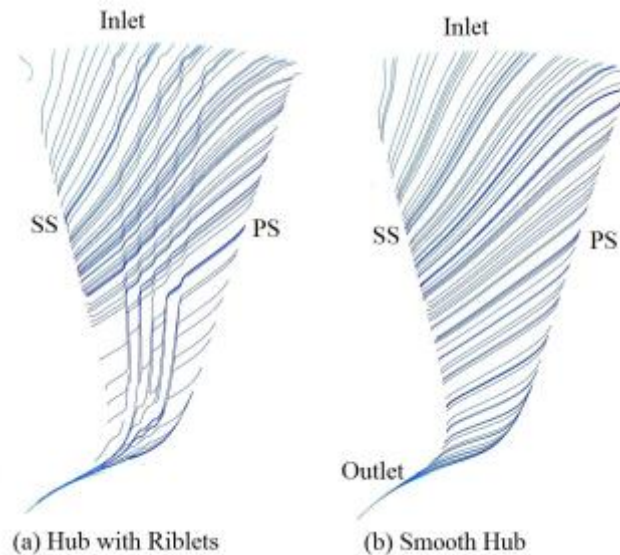 Inlet
Inlet
SS
PS
SS
PS
Outlet
(a) Hub with Riblets
(b) Smooth Hub